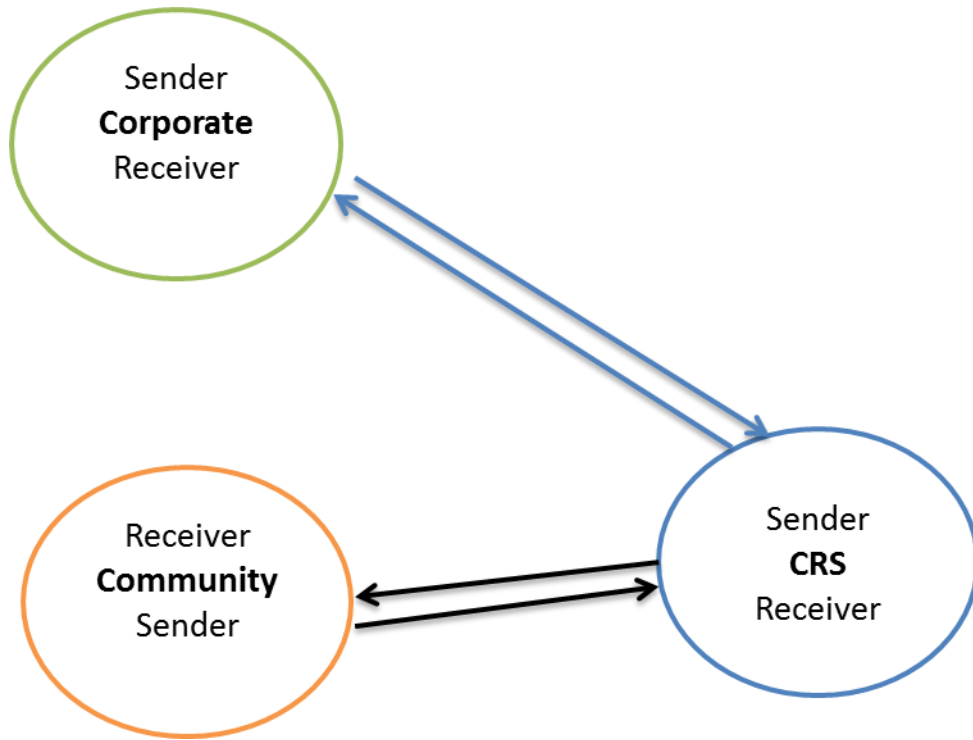 Sender
Corporate
Receiver
Receiver
Community
Sender
Sender
CRS
Receiver